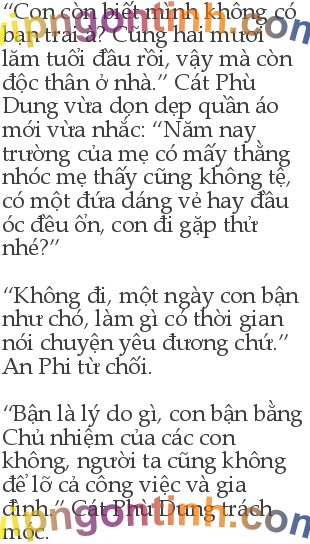 “Con còn biết mình không có
bạn trai à? Cũng hai mươi
lăm tuổi đầu rồi, vậy mà còn
độc thân ở nhà.” Cát Phù
Dung vừa dọn dẹp quần áo
mới vừa nhắc: “Năm nay
trường của mẹ có mấy thằng
nhóc mẹ thấy cũng không tệ,
có một đứa dáng vẻ hay đầu
óc đều ổn, con đi gặp thử
nhé?”
“Không đi, một ngày con bận
như chó, làm gì có thời gian
nói chuyện yêu đương chứ.”
An Phi từ chối.
“Bận là lý do gì, con bận bằng
Chủ nhiệm của các con
không, người ta cũng không
để lỡ cả công việc và gia
đình.” Cát Phù Dung trách
móc.
vipngontinh.com
vipngontinh.com